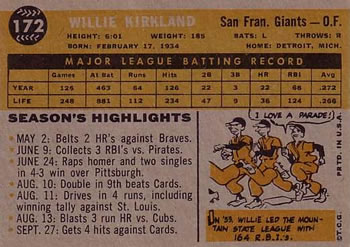 172
WILLIE KIRKLAND
San Fran. Giants — O.F.
HEIGHT: 6:01 WEIGHT: 185 BATS: L THROWS: R
BORN: FEBRUARY 17, 1934 HOME: DETROIT, MICH.
MAJOR LEAGUE BATTING RECORD
Games At Bat Runs Hits 2B 3B HR RBI Avg.
YEAR 126 463 64 126 22 3 22 68 .272
LIFE 248 881 112 234 47 9 36 124 .266
SEASON'S HIGHLIGHTS
MAY 2: Belts 2 HR's against Braves.
JUNE 9: Collects 3 RBI's vs. Pirates.
JUNE 24: Raps homer and two singles
in 4-3 win over Pittsburgh.
AUG. 10: Double in 9th beats Cards.
AUG. 11: Drives in 4 runs, including
winning tally against St. Louis.
AUG. 13: Blasts 3 run HR vs. Cubs.
SEPT. 27: Gets 4 hits against Cards.
I LOVE A PARADE!
IN '53, WILLIE LED THE MOUN-
TAIN STATE LEAGUE WITH
164 R.B.I.'S
©T.C.G. PRTD. IN U.S.A.